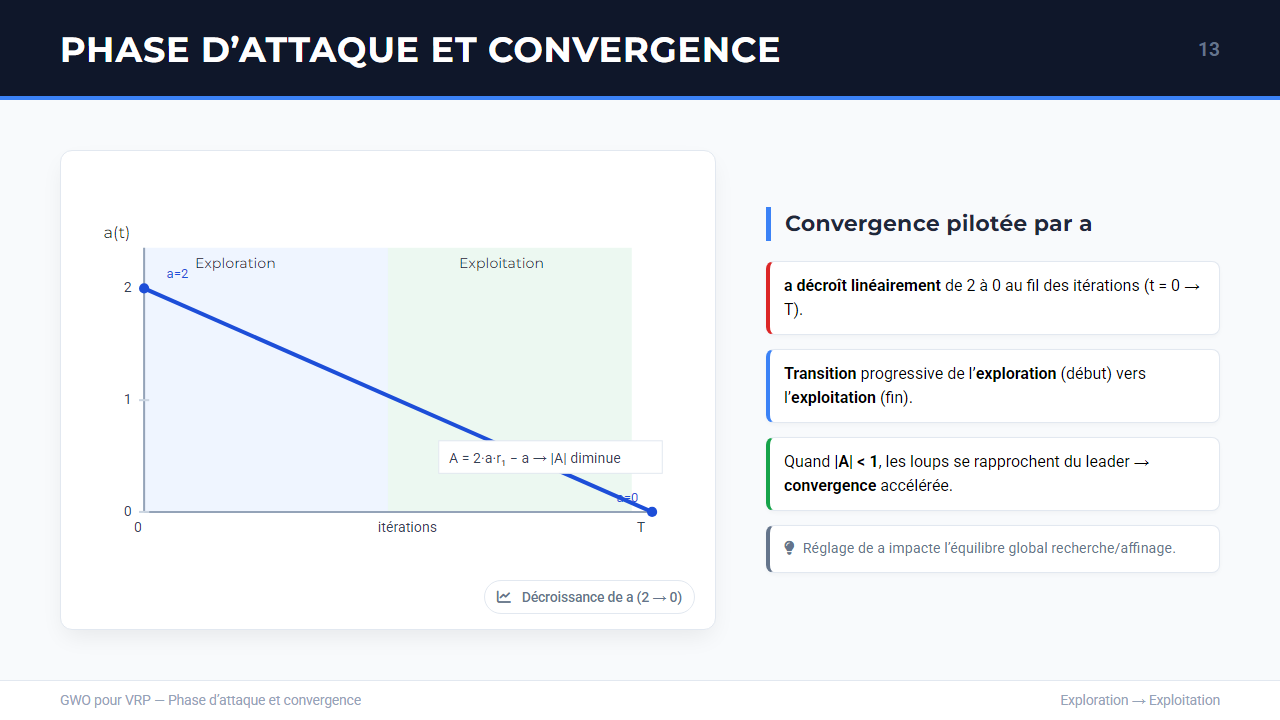 PHASE D’ATTAQUE ET CONVERGENCE
13
a(t)
Exploration
Exploitation
a=2
2
1
A = 2·a·r₁ − a → |A| diminue
a=0
0
0
itérations
T
Décroissance de a (2 → 0)
Convergence pilotée par a
a décroît linéairement de 2 à 0 au fil des itérations (t = 0 →
T).
Transition progressive de l’exploration (début) vers
l’exploitation (fin).
Quand |A| < 1, les loups se rapprochent du leader →
convergence accélérée.
Réglage de a impacte l’équilibre global recherche/affinage.
GWO pour VRP — Phase d’attaque et convergence
Exploration → Exploitation